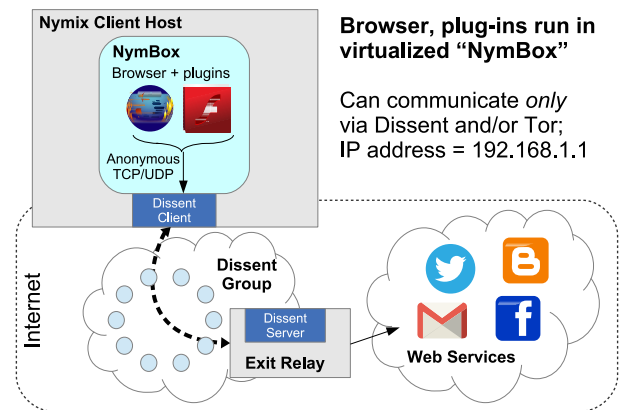 Nymix Client Host
NymBox
Browser + plugins
Anonymous
TCP/UDP
Dissent
Client
Browser, plug-ins run in
virtualized “NymBox”
Can communicate only
via Dissent and/or Tor;
IP address = 192.168.1.1
Internet
Dissent
Group
Dissent
Server
Exit Relay
Web Services